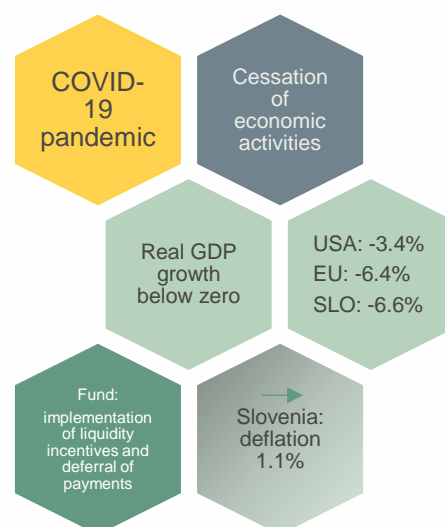 COVID-
19
pandemic
Cessation
of
economic
activities
Real GDP
growth
below zero
USA: -3.4%
EU: -6.4%
SLO: -6.6%
Fund:
implementation
of liquidity
incentives and
deferral of
payments
Slovenia:
deflation
1.1%